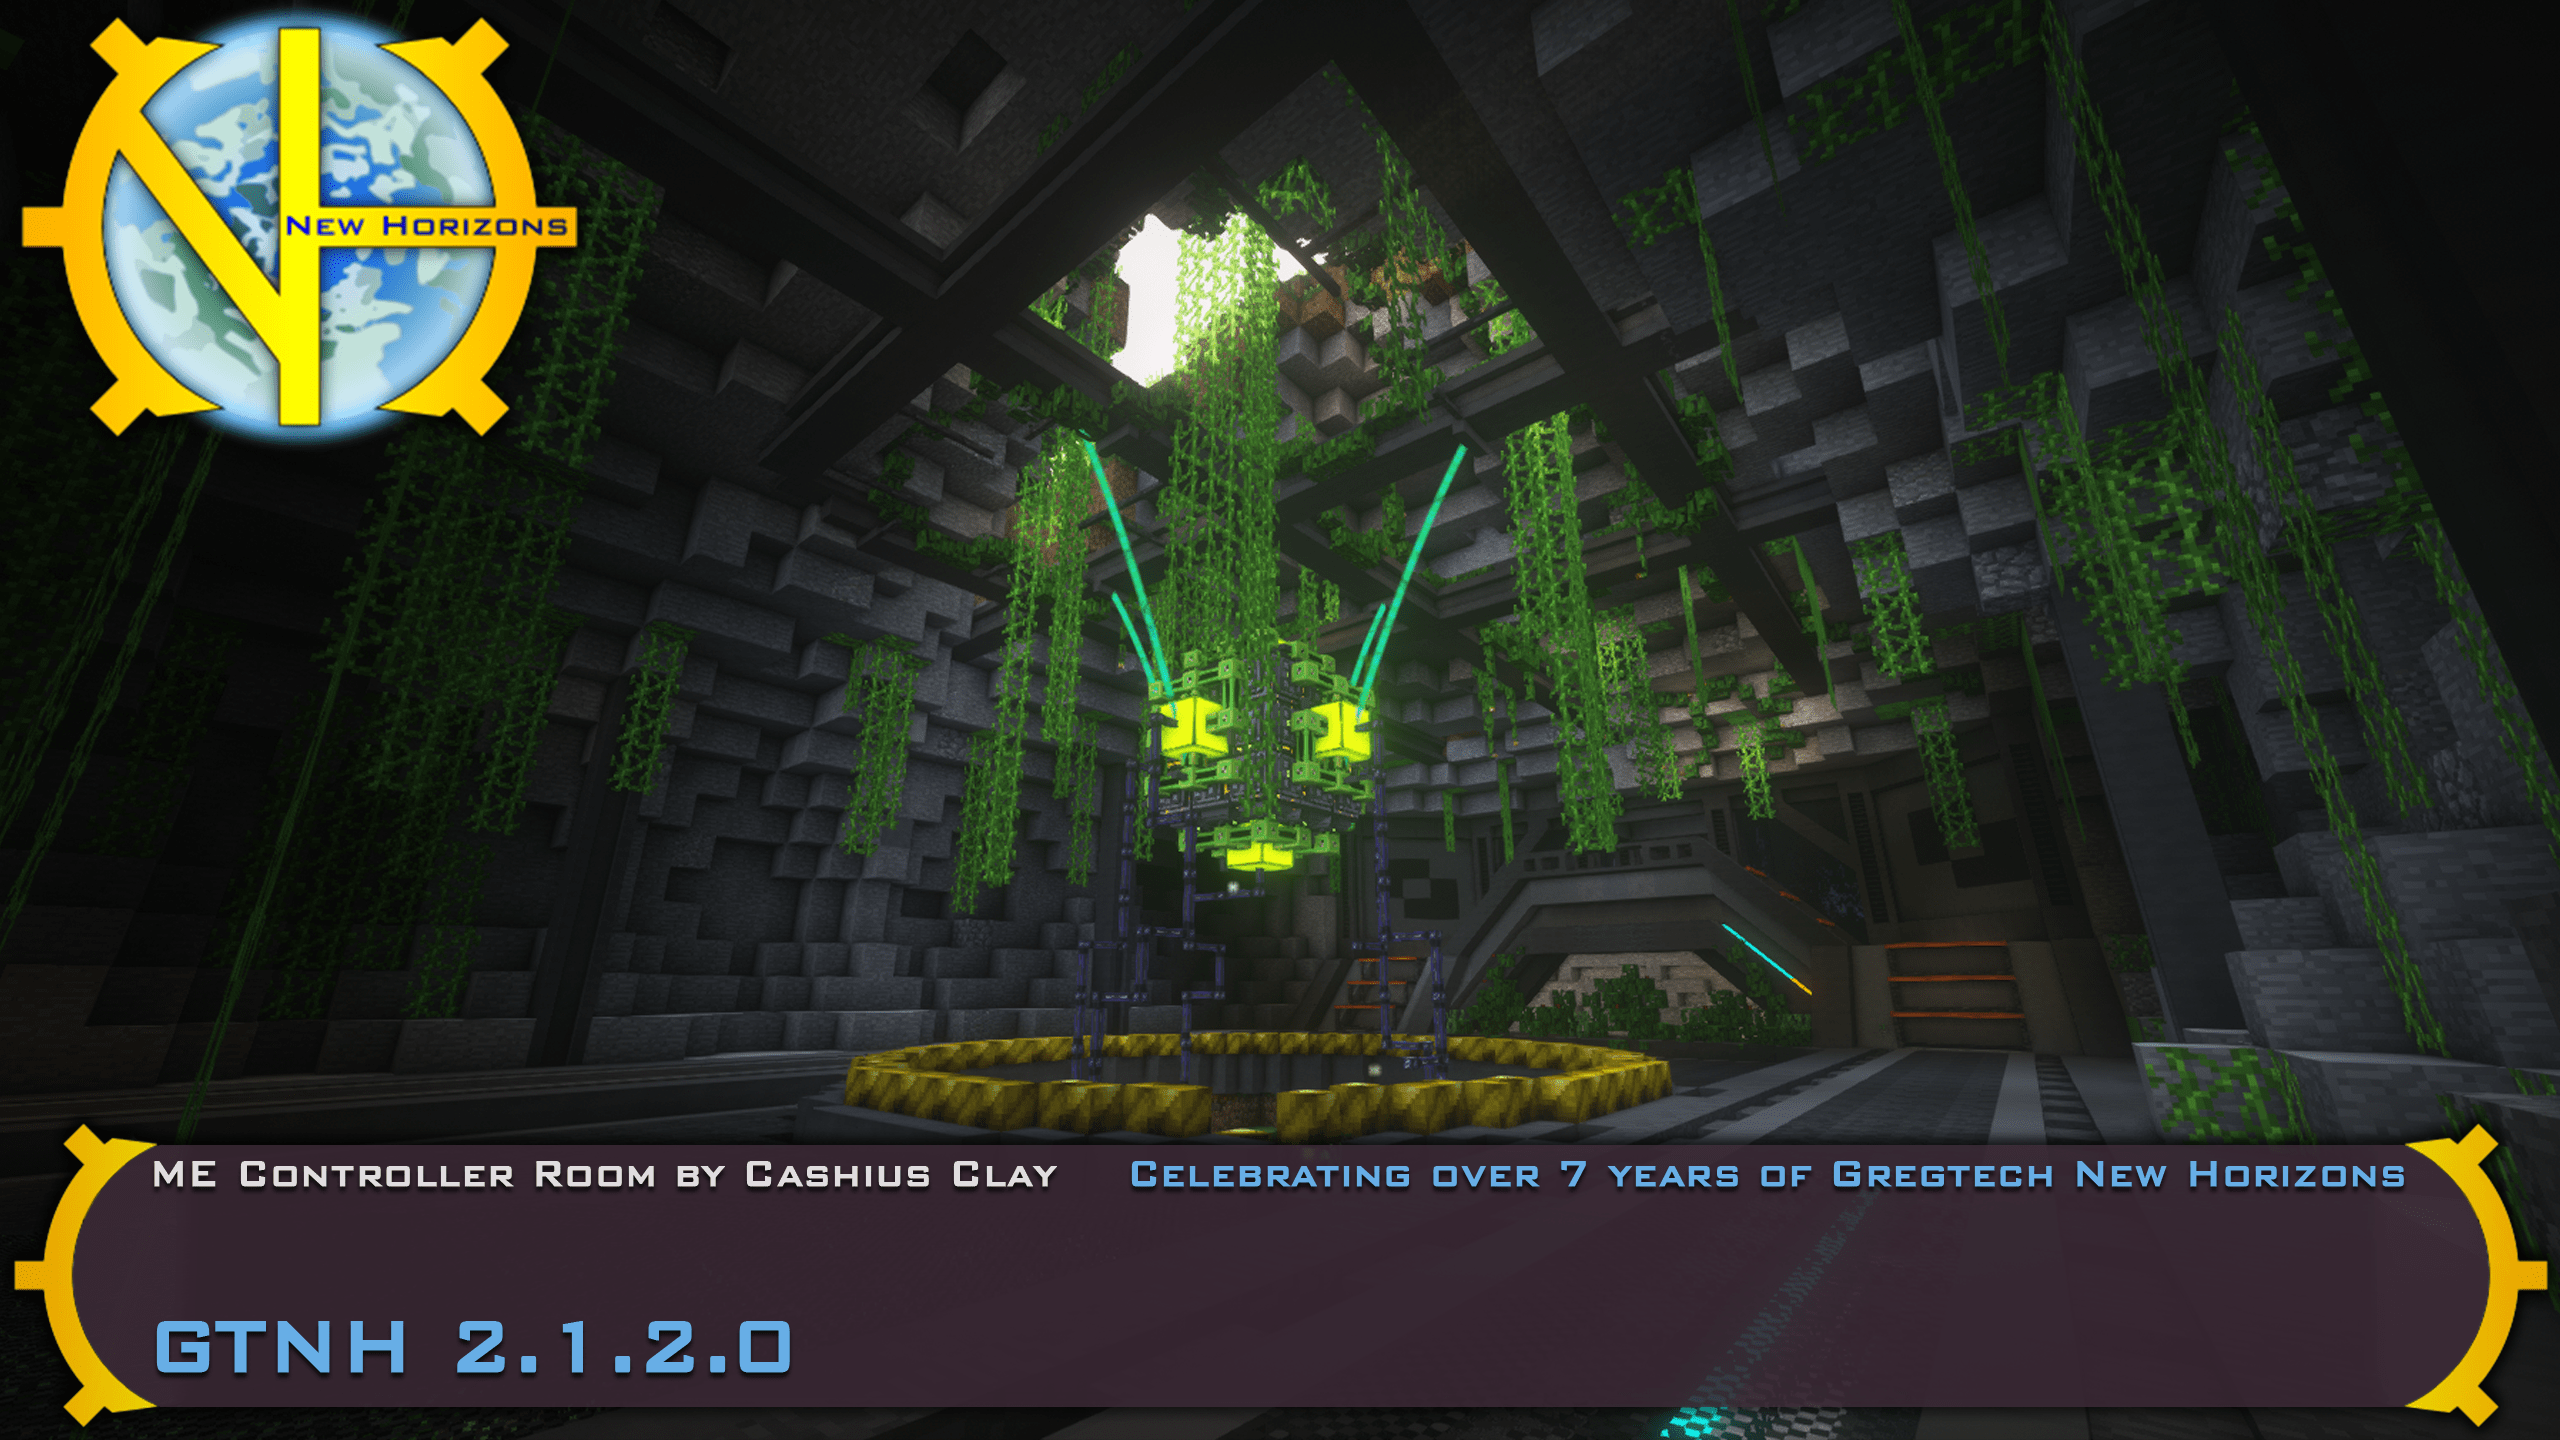 New Horizons
ME Controller Room by Cashius Clay
Celebrating over 7 years of Gregtech New Horizons
GTNH 2.1.2.0